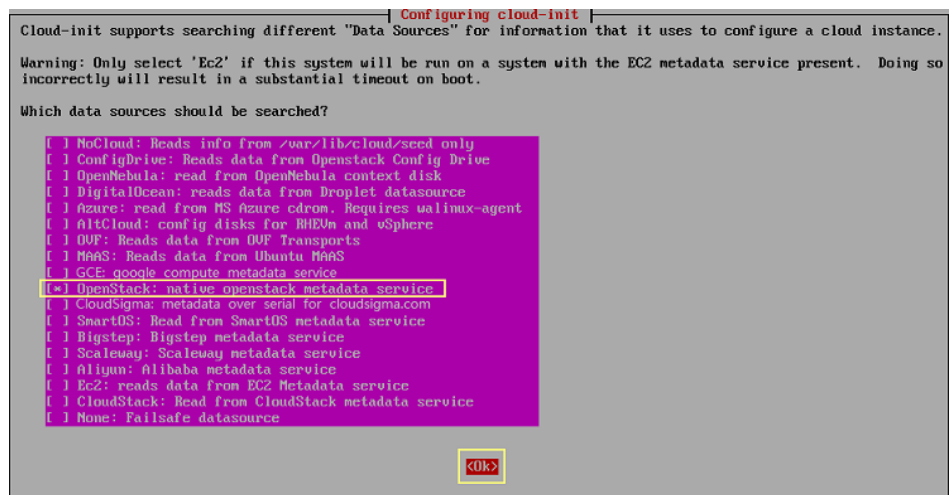 Configuring cloud-init
Cloud-init supports searching different "Data Sources" for information that it uses to configure a cloud instance.
Warning: Only select 'Ec2' if this system will be run on a system with the EC2 metadata service present. Doing so
incorrectly will result in a substantial timeout on boot.
Which data sources should be searched?
[ ] NoCloud: Reads info from /var/lib/cloud/seed only
[ ] ConfigDrive: Reads data from Openstack Config Drive
[ ] OpenNebula: read from OpenNebula context disk
[ ] DigitalOcean: reads data from Droplet datasource
[ ] Azure: read from MS Azure cdrom. Requires walinux-agent
[ ] AltCloud: config disks for RHEVm and vSphere
[ ] OVF: Reads data from OVF Transports
[ ] MAAS: Reads data from Ubuntu MAAS
[ ] GCE: google compute metadata service
[*] OpenStack: native openstack metadata service
[ ] CloudSigma: metadata over serial for cloudsigma.com
[ ] SmartOS: Read from SmartOS metadata service
[ ] Bigstep: Bigstep metadata service
[ ] Scaleway: Scaleway metadata service
[ ] Aliyun: Alibaba metadata service
[ ] Ec2: reads data from EC2 Metadata service
[ ] CloudStack: Read from CloudStack metadata service
[ ] None: Failsafe datasource
<Ok>